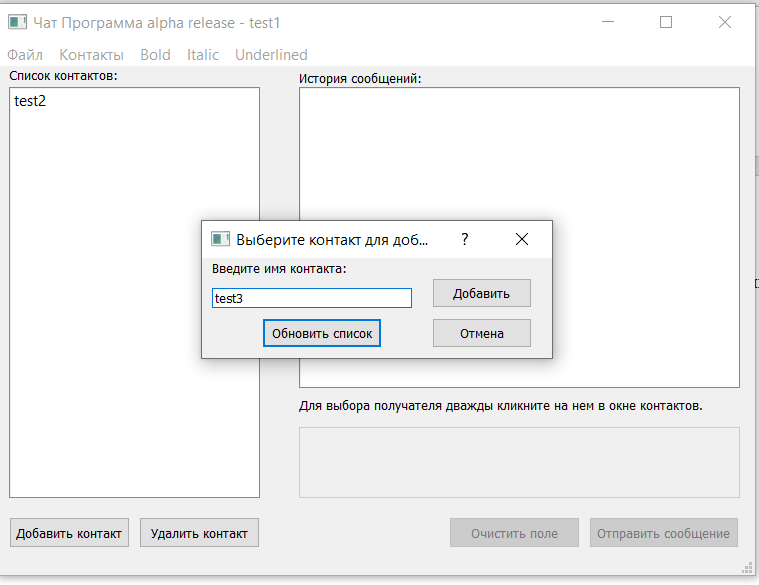 Чат Программа alpha release - test1
Файл Контакты Bold Italic Underlined
Список контактов:
История сообщений:
test2
Выберите контакт для доб...
?
Введите имя контакта:
test3
Добавить
Обновить список
Отмена
Для выбора получателя дважды кликните на нем в окне контактов.
Добавить контакт
Удалить контакт
Очистить поле
Отправить сообщение